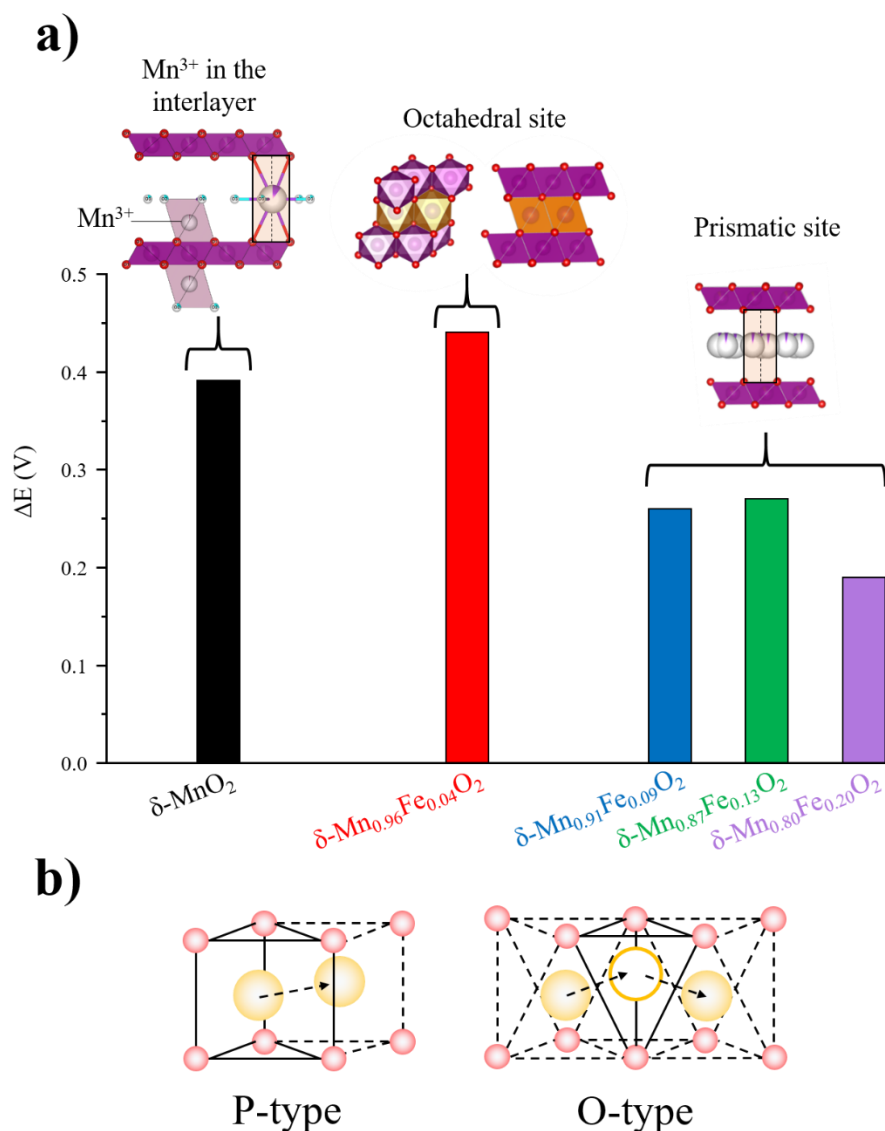 a)
Mn³⁺ in the
interlayer
Octahedral site
Mn³⁺
Prismatic site
0.5
0.4
0.3
0.2
0.1
0.0
ΔE (V)
δ-MnO₂
δ-Mn₀.₉₆Fe₀.₀₄O₂
δ-Mn₀.₉₁Fe₀.₀₉O₂
δ-Mn₀.₈₇Fe₀.₁₃O₂
δ-Mn₀.₈₀Fe₀.₂₀O₂
b)
P-type
O-type